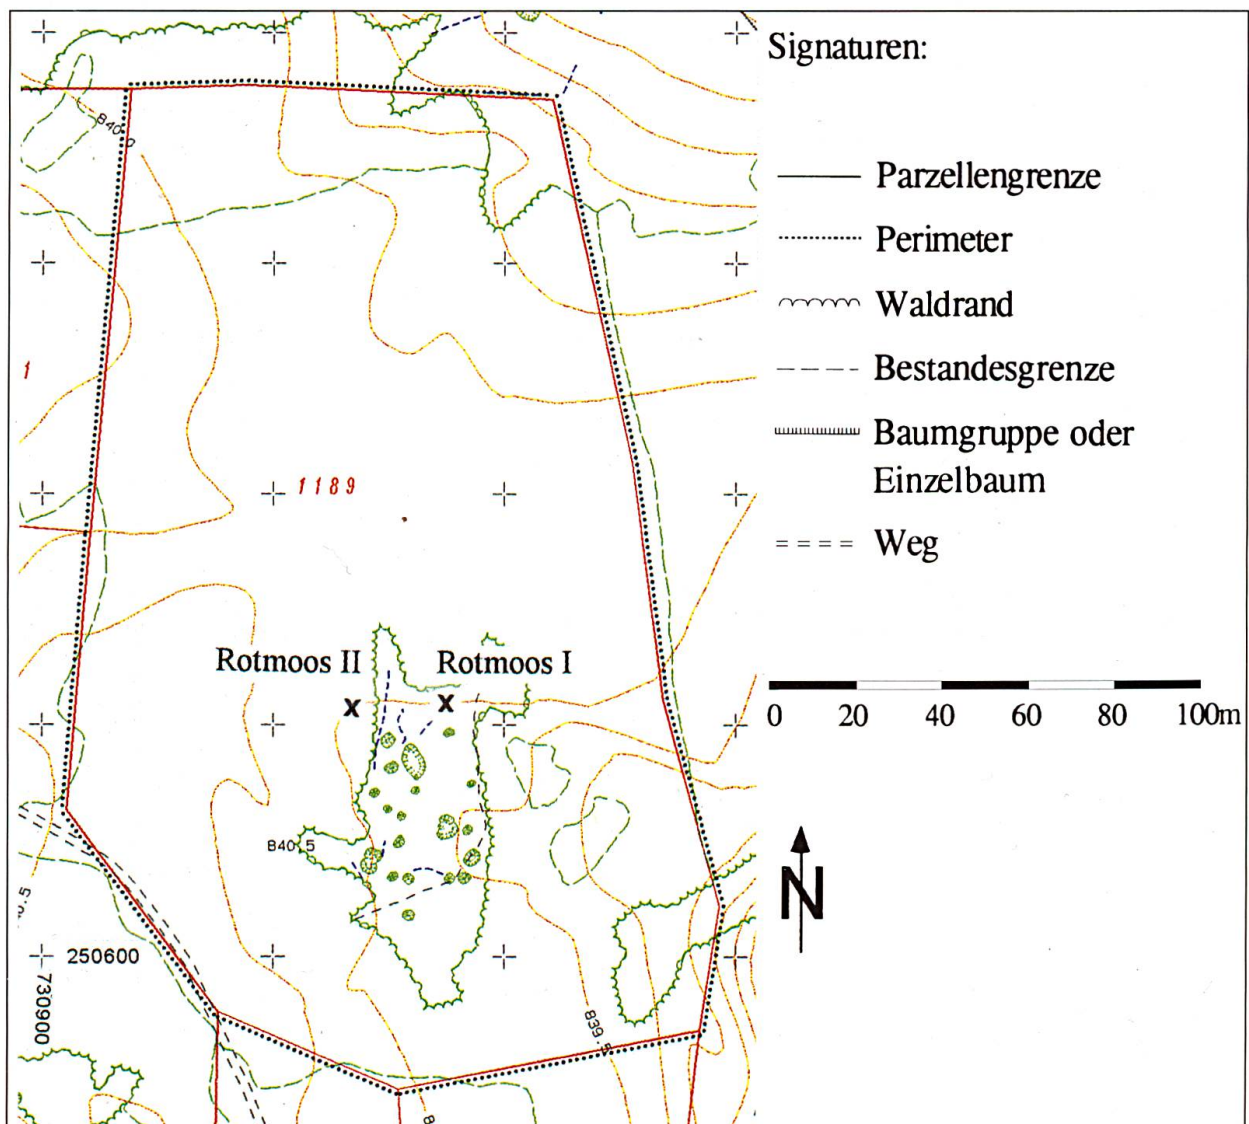 Signaturen:
Parzellengrenze
Perimeter
Waldrand
Bestandesgrenze
Baumgruppe oder
Einzelbaum
Weg
0 20 40 60 80 100m
N
840.0
1
1189
Rotmoos II
Rotmoos I
X
X
840.5
250600
730900
839.5